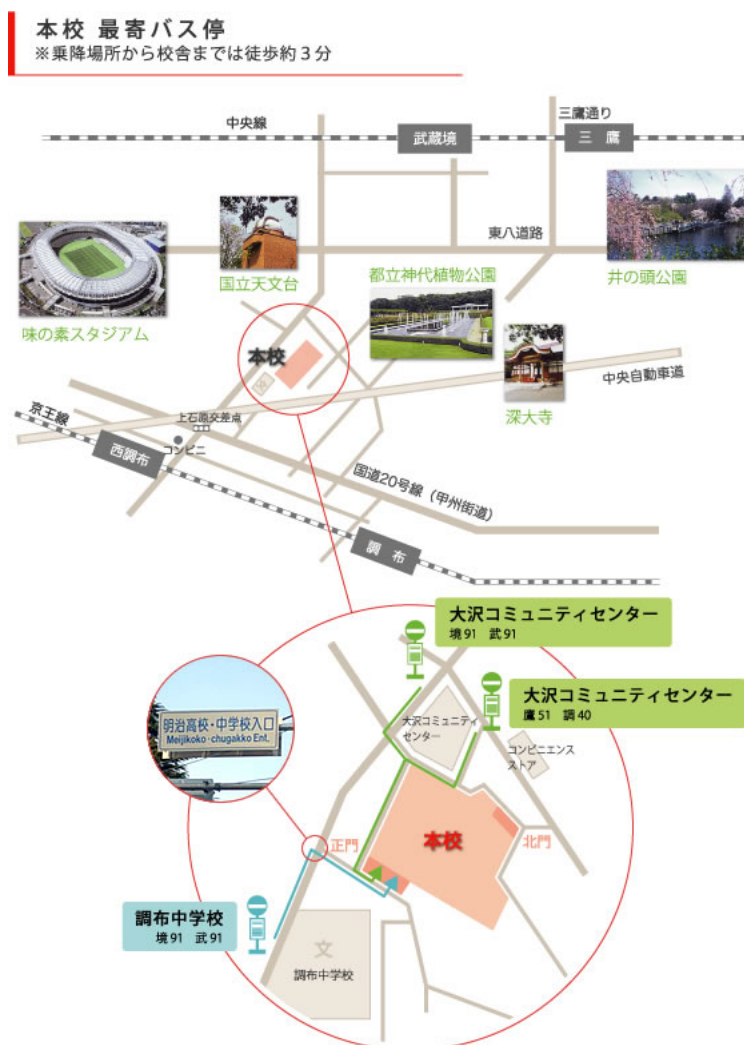 本校 最寄バス停
※乗降場所から校舎までは徒歩約３分
三鷹通り
中央線
武蔵境
三鷹
東八道路
国立天文台
都立神代植物公園
井の頭公園
味の素スタジアム
本校
文
中央自動車道
深大寺
京王線
上石原交差点
コンビニ
西調布
国道20号線（甲州街道）
調布
大沢コミュニティセンター
境91 武91
大沢コミュニティセンター
鷹51 調40
大沢コミュニティ
センター
コンビニエンス
ストア
明治高校・中学校入口
Meijikoko・chugakko Ent.
正門
本校
北門
調布中学校
境91 武91
文
調布中学校